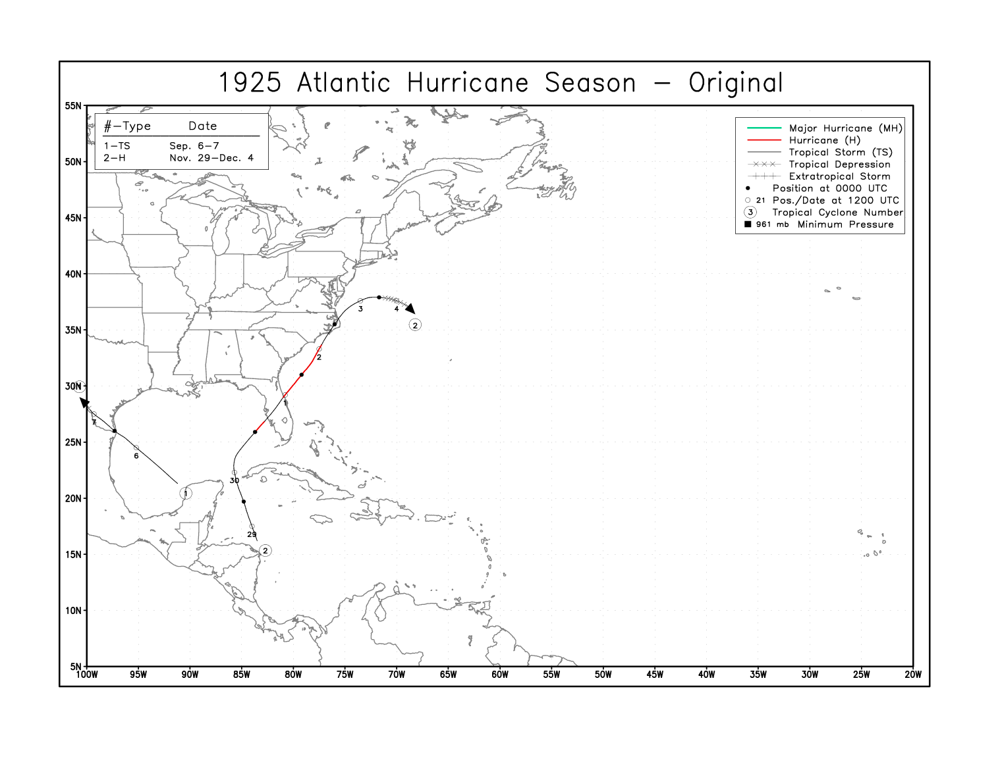 1925 Atlantic Hurricane Season − Original
#−Type Date
1−TS Sep. 6−7
2−H Nov. 29−Dec. 4
Major Hurricane (MH)
Hurricane (H)
Tropical Storm (TS)
Tropical Depression
Extratropical Storm
Position at 0000 UTC
21 Pos./Date at 1200 UTC
3 Tropical Cyclone Number
961 mb Minimum Pressure
55N
50N
45N
40N
35N
30N
25N
20N
15N
10N
5N
3
4
2
2
1
7
6
1
30
29
2
100W 95W 90W 85W 80W 75W 70W 65W 60W 55W 50W 45W 40W 35W 30W 25W 20W